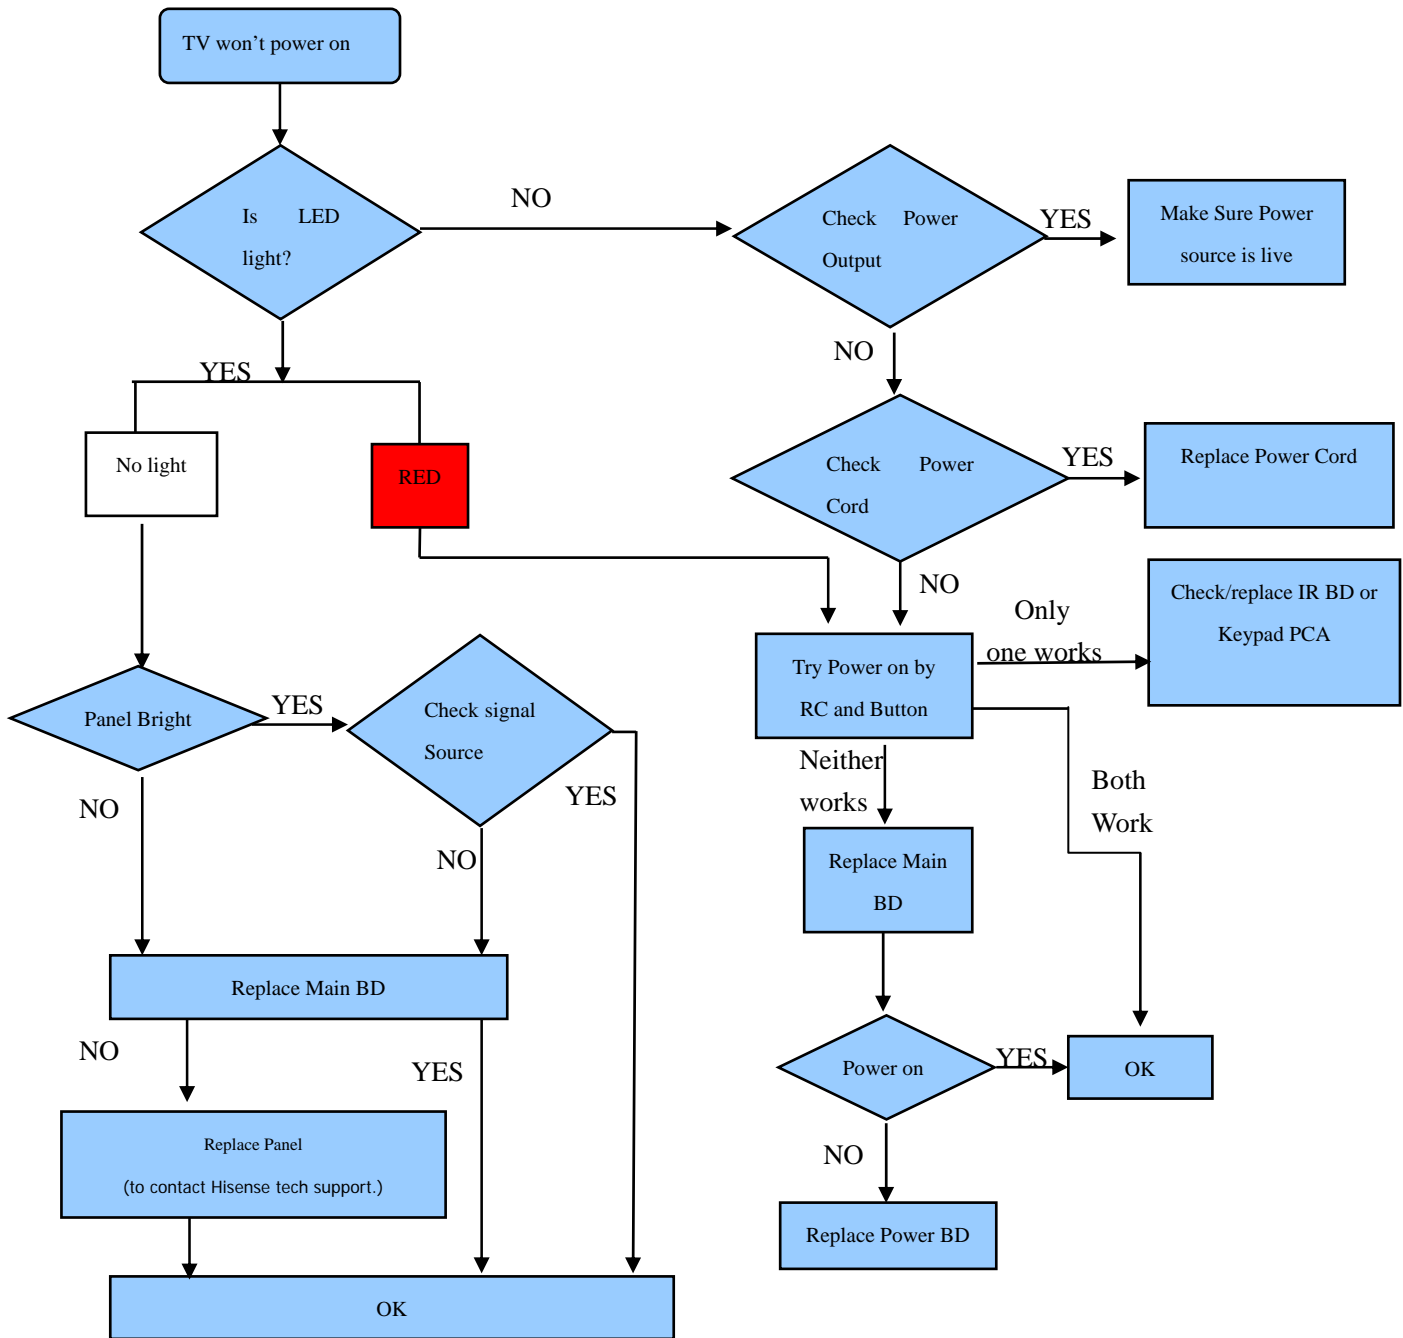 TV won’t power on
Is LED
light?
NO
Check Power
Output
YES
Make Sure Power
source is live
YES
NO
No light
RED
Check Power
Cord
YES
Replace Power Cord
NO
Only
one works
Check/replace IR BD or
Keypad PCA
Try Power on by
RC and Button
Panel Bright
YES
Check signal
Source
NO
YES
NO
Neither
works
Both
Work
Replace Main
BD
Replace Main BD
NO
YES
Power on
YES
OK
Replace Panel
(to contact Hisense tech support.)
NO
Replace Power BD
OK